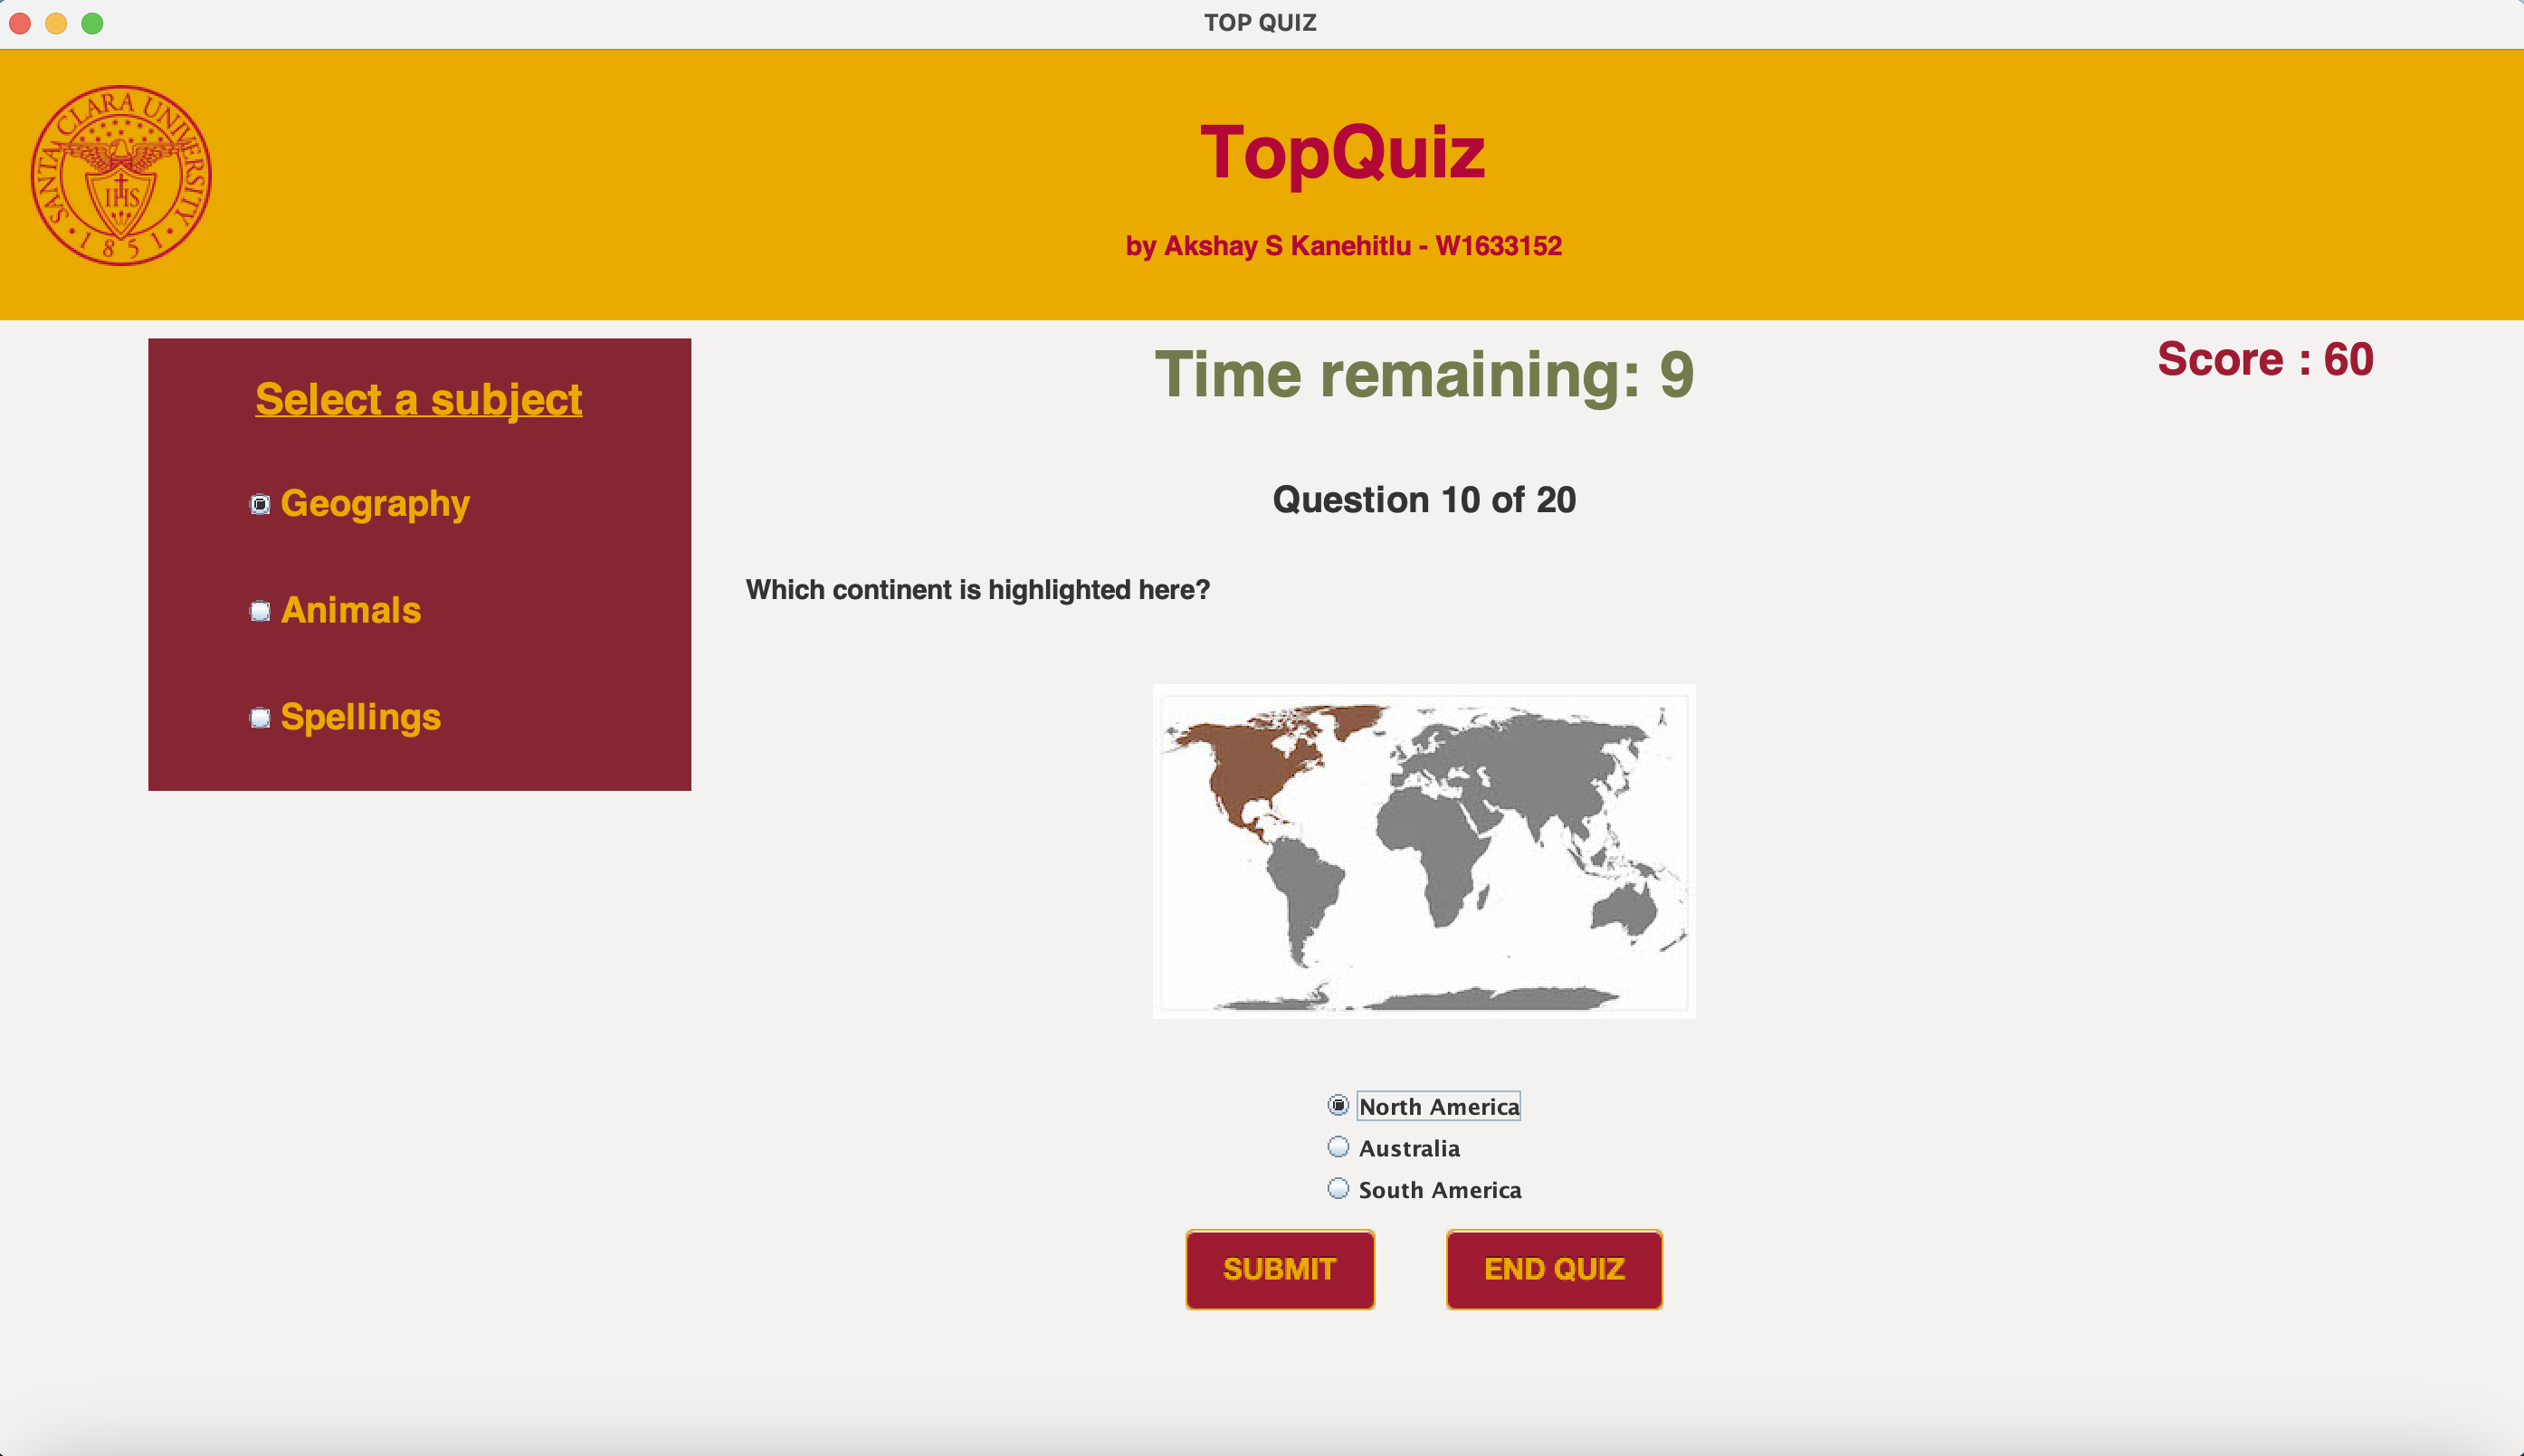 TOP QUIZ
SANTA CLARA UNIVERSITY
IHS
1851
TopQuiz
by Akshay S Kanehitlu - W1633152
Select a subject
Geography
Animals
Spellings
Time remaining: 9
Score : 60
Question 10 of 20
Which continent is highlighted here?
North America
Australia
South America
SUBMIT
END QUIZ